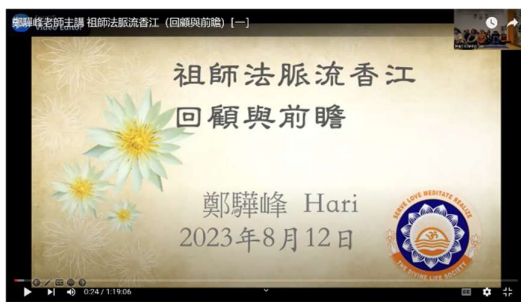 鄭驊峰老師主講 祖師法脈流香江（回顧與前瞻）[一]
Video Editor
祖師法脈流香江
回顧與前瞻
鄭驊峰 Hari
2023年8月12日
SERVE LOVE MEDITATE REALIZE
THE DIVINE LIFE SOCIETY
0:24 / 1:19:06